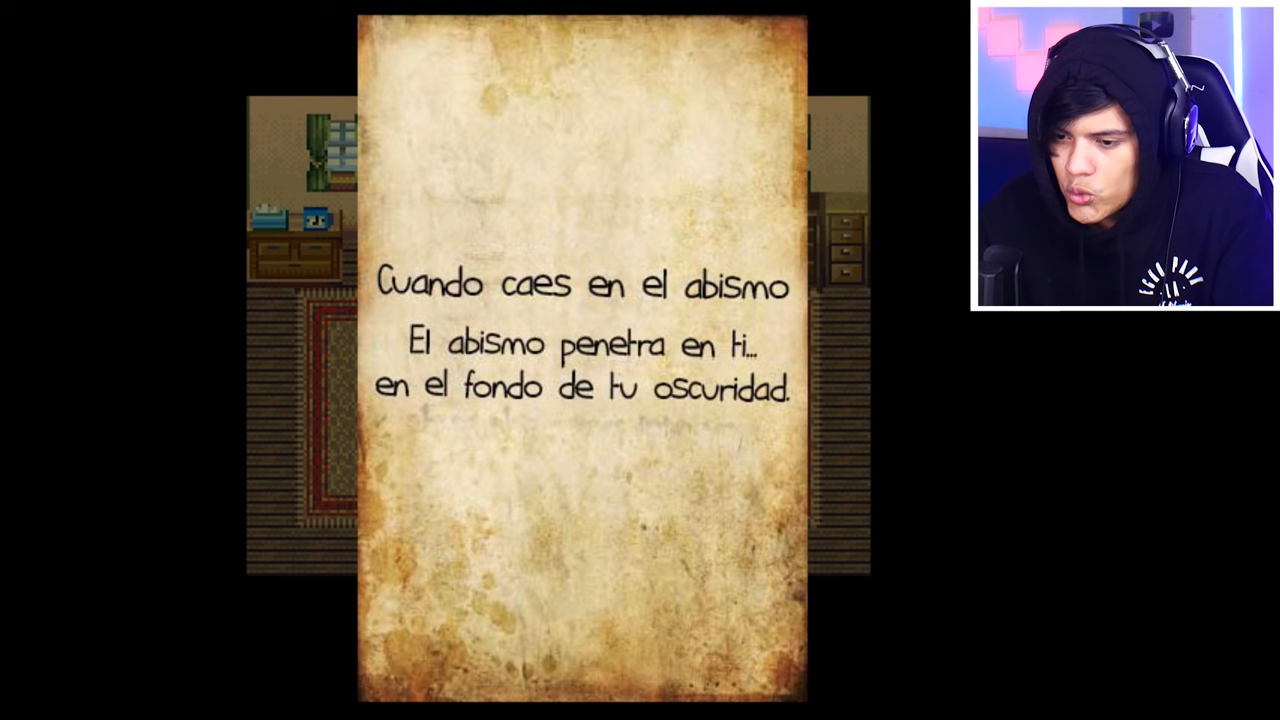 Cuando caes en el abismo
El abismo penetra en ti...
en el fondo de tu oscuridad.